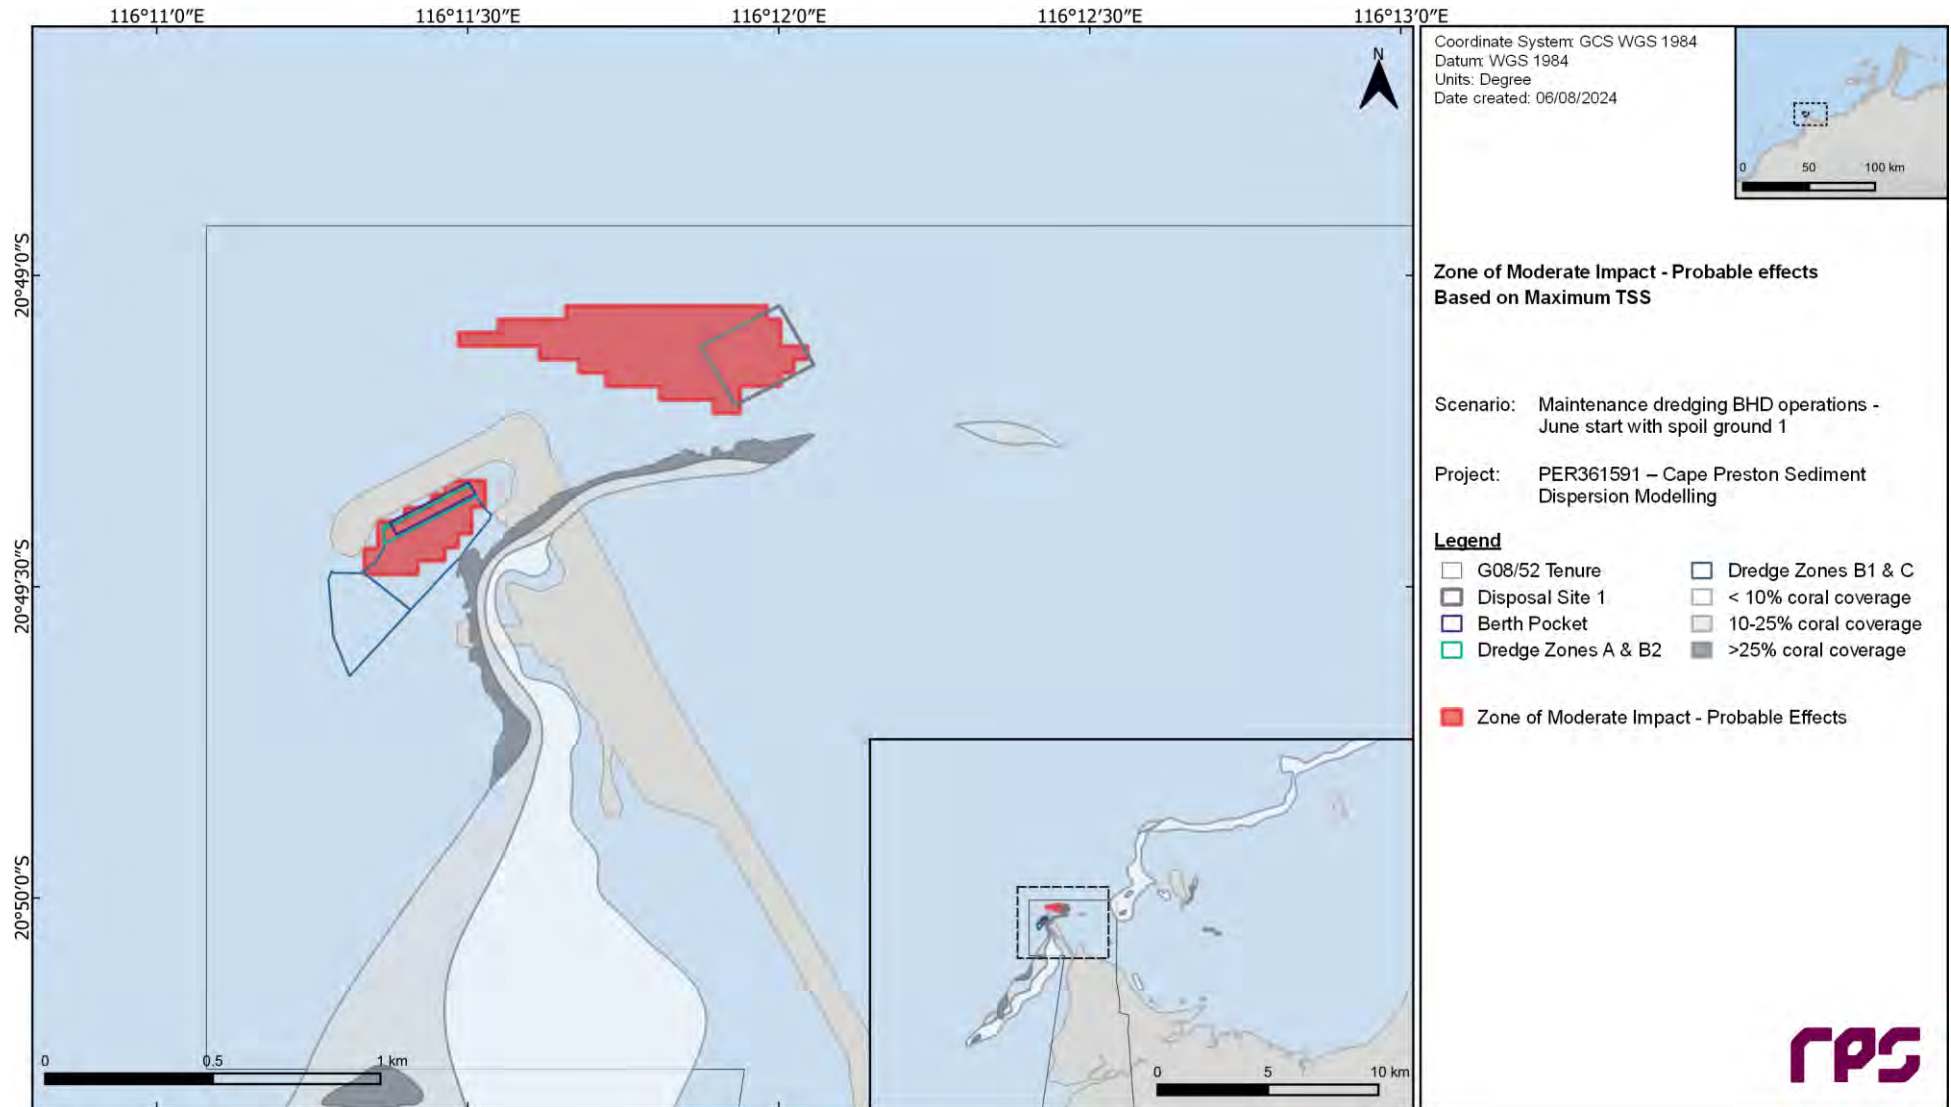 116°11′0″E
116°11′30″E
116°12′0″E
116°12′30″E
116°13′0″E
20°49′0″S
20°49′30″S
20°50′0″S
N
0 0.5 1 km
0 5 10 km
Coordinate System: GCS WGS 1984
Datum: WGS 1984
Units: Degree
Date created: 06/08/2024
0 50 100 km
Zone of Moderate Impact - Probable effects
Based on Maximum TSS
Scenario: Maintenance dredging BHD operations -
June start with spoil ground 1
Project: PER361591 – Cape Preston Sediment
Dispersion Modelling
Legend
G08/52 Tenure
Disposal Site 1
Berth Pocket
Dredge Zones A & B2
Dredge Zones B1 & C
< 10% coral coverage
10-25% coral coverage
>25% coral coverage
Zone of Moderate Impact - Probable Effects
rps